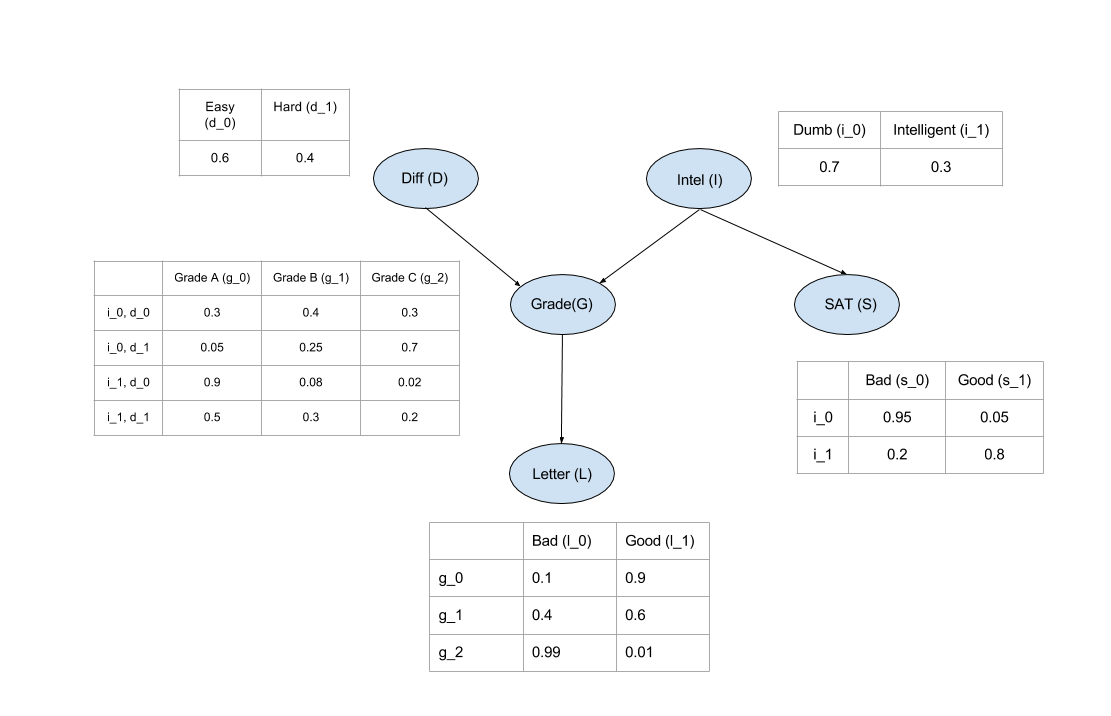 Easy (d_0) Hard (d_1)
0.6 0.4
Diff (D)
Intel (I)
Dumb (i_0) Intelligent (i_1)
0.7 0.3
Grade A (g_0) Grade B (g_1) Grade C (g_2)
i_0, d_0 0.3 0.4 0.3
i_0, d_1 0.05 0.25 0.7
i_1, d_0 0.9 0.08 0.02
i_1, d_1 0.5 0.3 0.2
Grade(G)
SAT (S)
Bad (s_0) Good (s_1)
i_0 0.95 0.05
i_1 0.2 0.8
Letter (L)
Bad (l_0) Good (l_1)
g_0 0.1 0.9
g_1 0.4 0.6
g_2 0.99 0.01